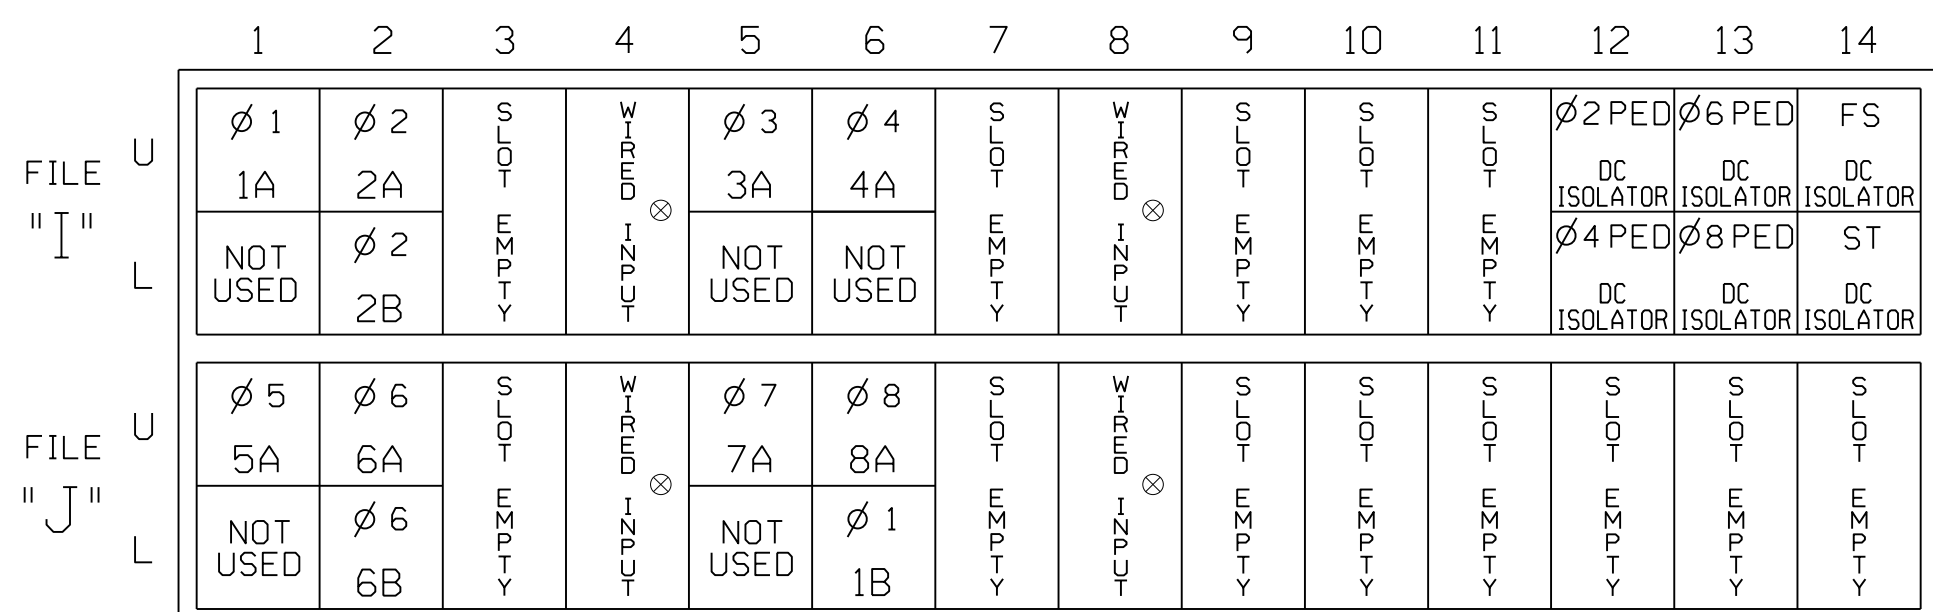 1 2 3 4 5 6 7 8 9 10 11 12 13 14
FILE "I"
U
Ø 1 1A
Ø 2 2A
SLOT EMPTY
WIRED INPUT
Ø 3 3A
Ø 4 4A
SLOT EMPTY
WIRED INPUT
SLOT EMPTY
SLOT EMPTY
SLOT EMPTY
Ø2 PED DC ISOLATOR
Ø6 PED DC ISOLATOR
FS DC ISOLATOR
L
NOT USED
Ø 2 2B
NOT USED
NOT USED
Ø4 PED DC ISOLATOR
Ø8 PED DC ISOLATOR
ST DC ISOLATOR
FILE "J"
U
Ø 5 5A
Ø 6 6A
SLOT EMPTY
WIRED INPUT
Ø 7 7A
Ø 8 8A
SLOT EMPTY
WIRED INPUT
SLOT EMPTY
SLOT EMPTY
SLOT EMPTY
SLOT EMPTY
SLOT EMPTY
SLOT EMPTY
L
NOT USED
Ø 6 6B
NOT USED
Ø 1 1B